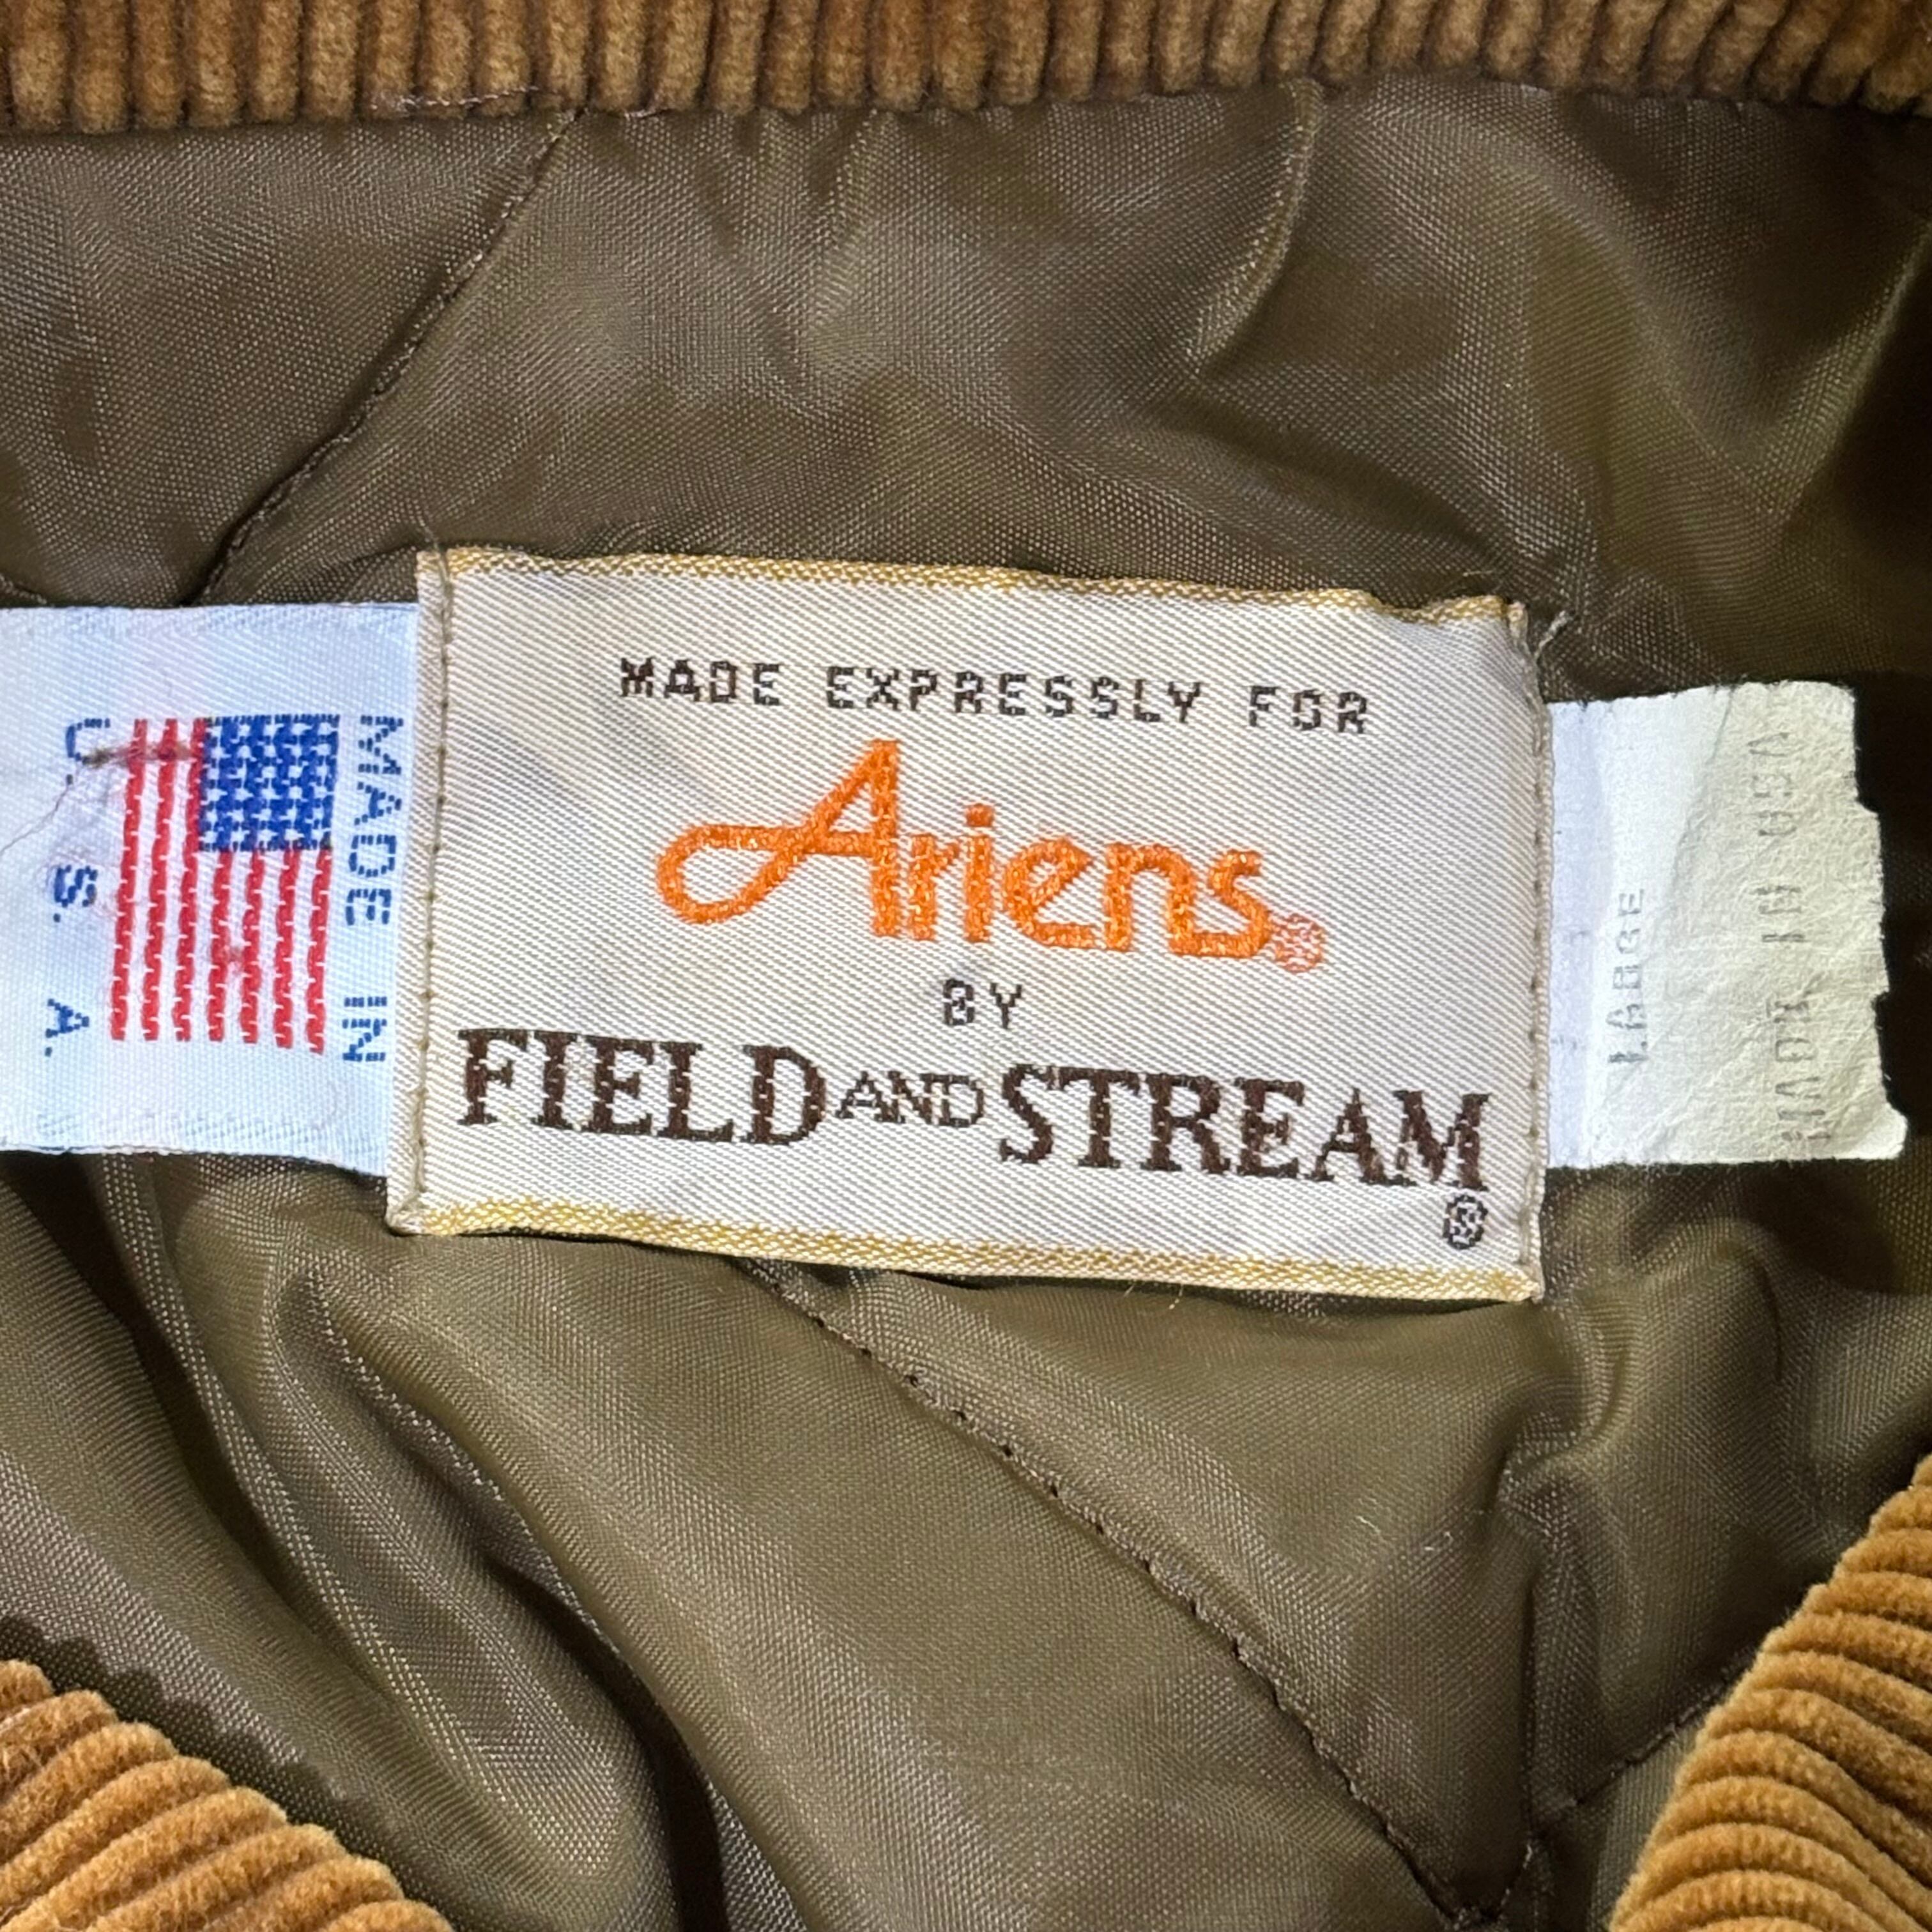 MADE EXPRESSLY FOR
Ariens®
BY
FIELD AND STREAM
®
MADE IN
U. S. A.
LARGE
MADE IN USA